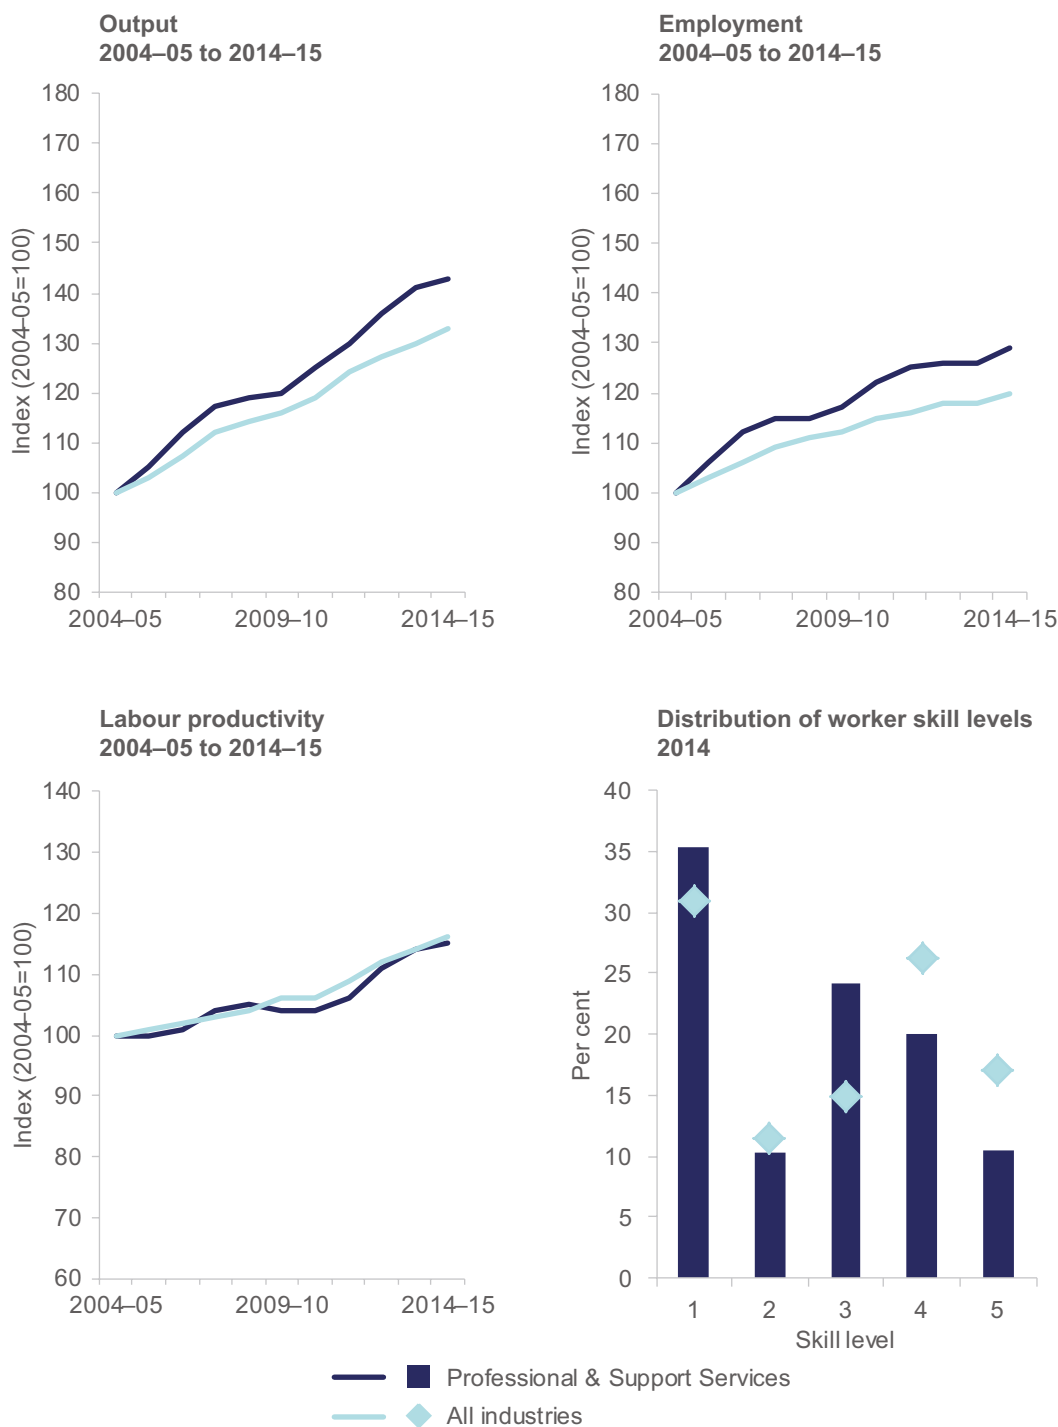 Output
2004–05 to 2014–15
180
170
160
150
140
130
120
110
100
90
80
Index (2004–05=100)
2004–05 2009–10 2014–15
Employment
2004–05 to 2014–15
180
170
160
150
140
130
120
110
100
90
80
Index (2004–05=100)
2004–05 2009–10 2014–15
Labour productivity
2004–05 to 2014–15
140
130
120
110
100
90
80
70
60
Index (2004–05=100)
2004–05 2009–10 2014–15
Distribution of worker skill levels
2014
40
35
30
25
20
15
10
5
0
Per cent
1 2 3 4 5
Skill level
Professional & Support Services
All industries